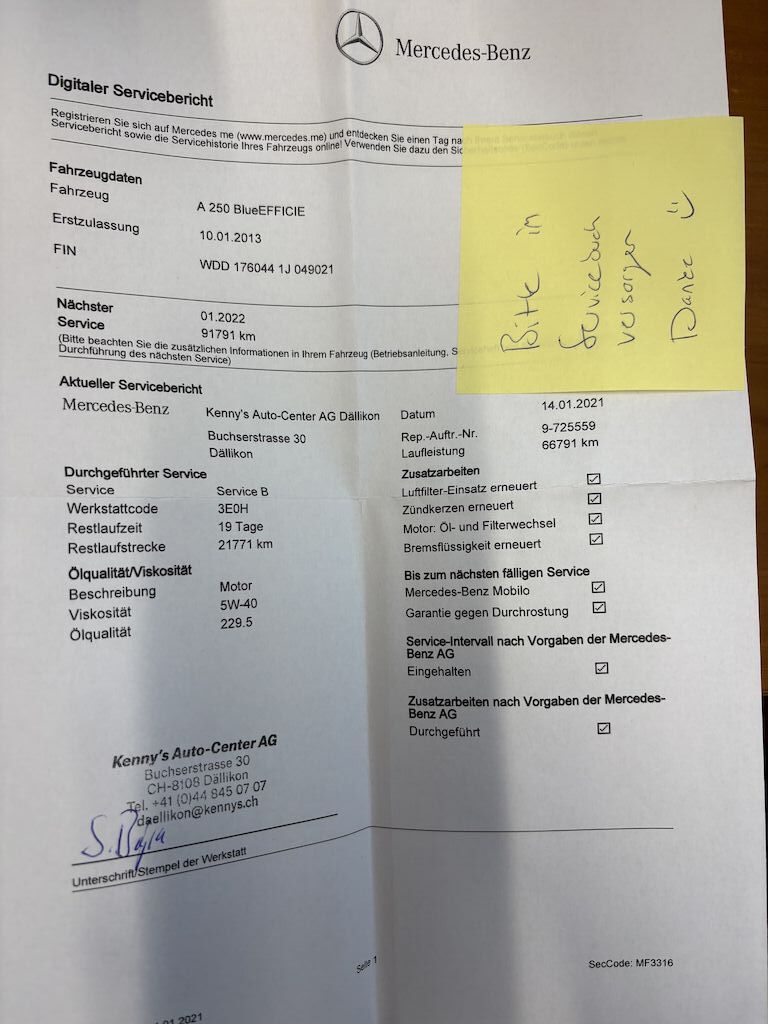 Mercedes-Benz
Digitaler Servicebericht
Registrieren Sie sich auf Mercedes me (www.mercedes.me) und entdecken Sie einen Tag
Servicebericht sowie die Servicehistorie Ihres Fahrzeugs online! Verwenden Sie dazu den
Bitte in
Servicebuch
versorgen
Danke
Fahrzeugdaten
Fahrzeug A 250 BlueEFFICIE
Erstzulassung 10.01.2013
FIN WDD 176044 1J 049021
Nächster 01.2022
Service 91791 km
(Bitte beachten Sie die zusätzlichen Informationen in Ihrem Fahrzeug (Betriebsanleitung,
Durchführung des nächsten Service)
Aktueller Servicebericht
Mercedes-Benz Kenny's Auto-Center AG Dällikon
Buchserstrasse 30
Dällikon
Datum 14.01.2021
Rep.-Auftr.-Nr. 9-725559
Laufleistung 66791 km
Durchgeführter Service
Service Service B
Werkstattcode 3E0H
Restlaufzeit 19 Tage
Restlaufstrecke 21771 km
Ölqualität/Viskosität
Beschreibung Motor
Viskosität 5W-40
Ölqualität 229.5
Zusatzarbeiten
Luftfilter-Einsatz erneuert ☑
Zündkerzen erneuert ☑
Motor: Öl- und Filterwechsel ☑
Bremsflüssigkeit erneuert ☑
Bis zum nächsten fälligen Service
Mercedes-Benz Mobilo ☑
Garantie gegen Durchrostung ☑
Service-Intervall nach Vorgaben der Mercedes-
Benz AG
Eingehalten ☑
Zusatzarbeiten nach Vorgaben der Mercedes-
Benz AG
Durchgeführt ☑
Kenny's Auto-Center AG
Buchserstrasse 30
CH-8108 Dällikon
Tel. +41 (0)44 845 07 07
daellikon@kennys.ch
Unterschrift/Stempel der Werkstatt
Seite 1
SecCode: MF3316
.01.2021